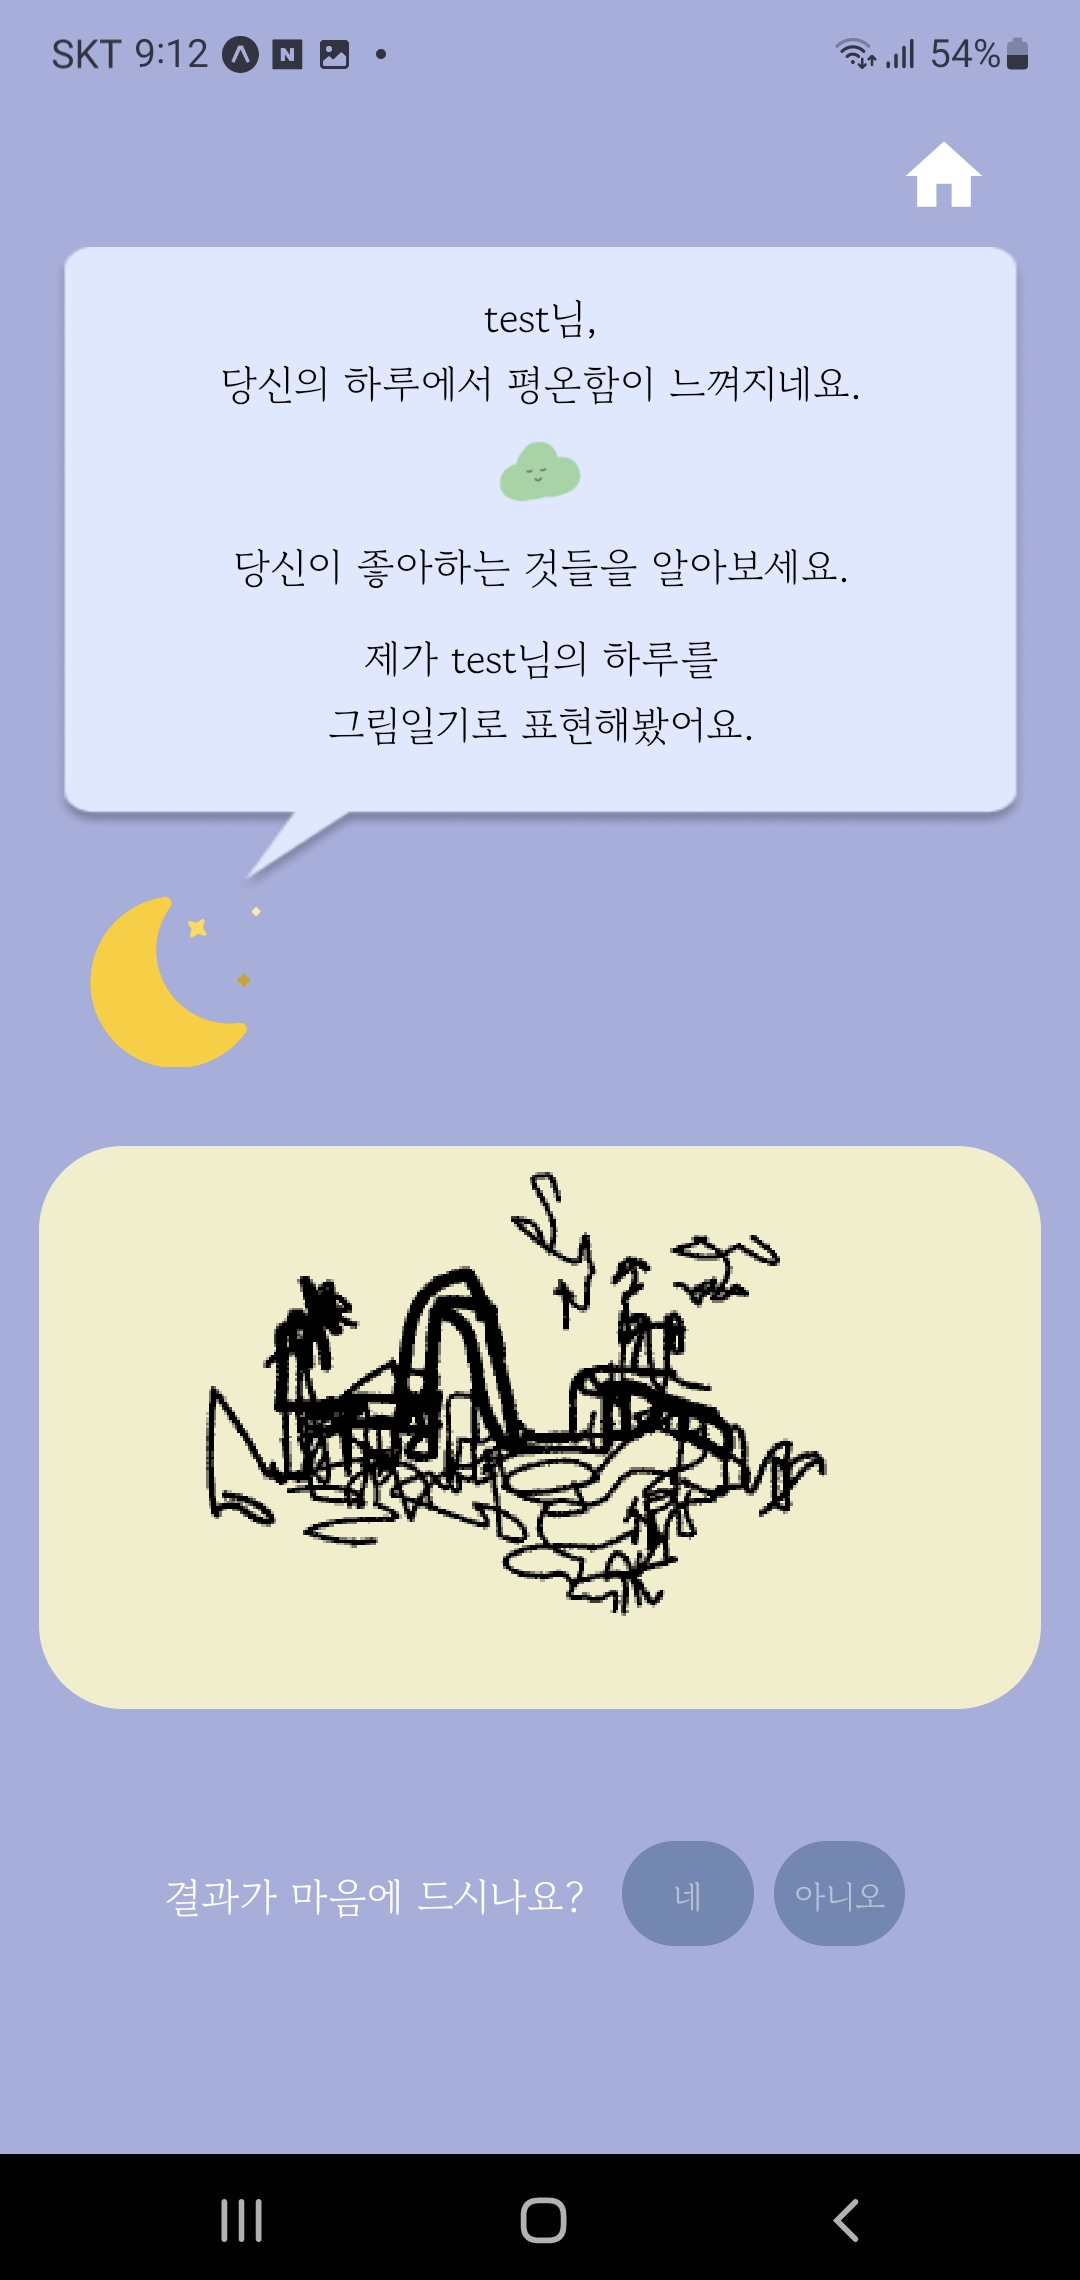 SKT 9:12 N 54%
test님,
당신의 하루에서 평온함이 느껴지네요.
당신이 좋아하는 것들을 알아보세요.
제가 test님의 하루를
그림일기로 표현해봤어요.
결과가 마음에 드시나요? 네 아니오